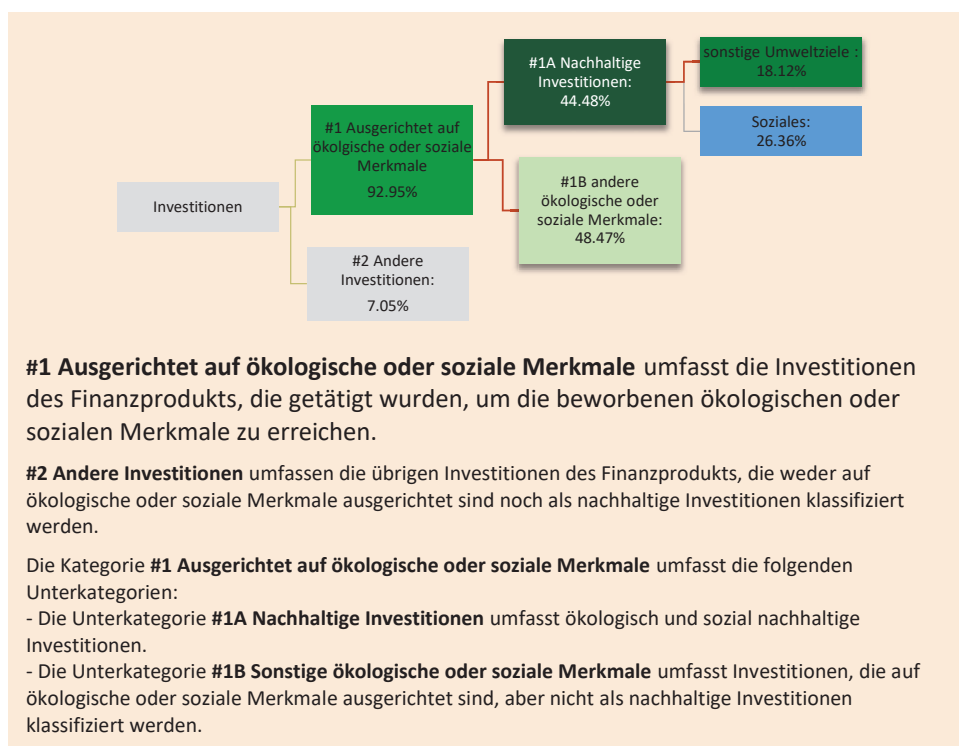 #1A Nachhaltige
Investitionen:
44.48%
sonstige Umweltziele :
18.12%
Soziales:
26.36%
#1 Ausgerichtet auf
ökolgische oder soziale
Merkmale
92.95%
#1B andere
ökologische oder
soziale Merkmale:
48.47%
Investitionen
#2 Andere
Investitionen:
7.05%
#1 Ausgerichtet auf ökologische oder soziale Merkmale umfasst die Investitionen
des Finanzprodukts, die getätigt wurden, um die beworbenen ökologischen oder
sozialen Merkmale zu erreichen.
#2 Andere Investitionen umfassen die übrigen Investitionen des Finanzprodukts, die weder auf
ökologische oder soziale Merkmale ausgerichtet sind noch als nachhaltige Investitionen klassifiziert
werden.
Die Kategorie #1 Ausgerichtet auf ökologische oder soziale Merkmale umfasst die folgenden
Unterkategorien:
- Die Unterkategorie #1A Nachhaltige Investitionen umfasst ökologisch und sozial nachhaltige
Investitionen.
- Die Unterkategorie #1B Sonstige ökologische oder soziale Merkmale umfasst Investitionen, die auf
ökologische oder soziale Merkmale ausgerichtet sind, aber nicht als nachhaltige Investitionen
klassifiziert werden.